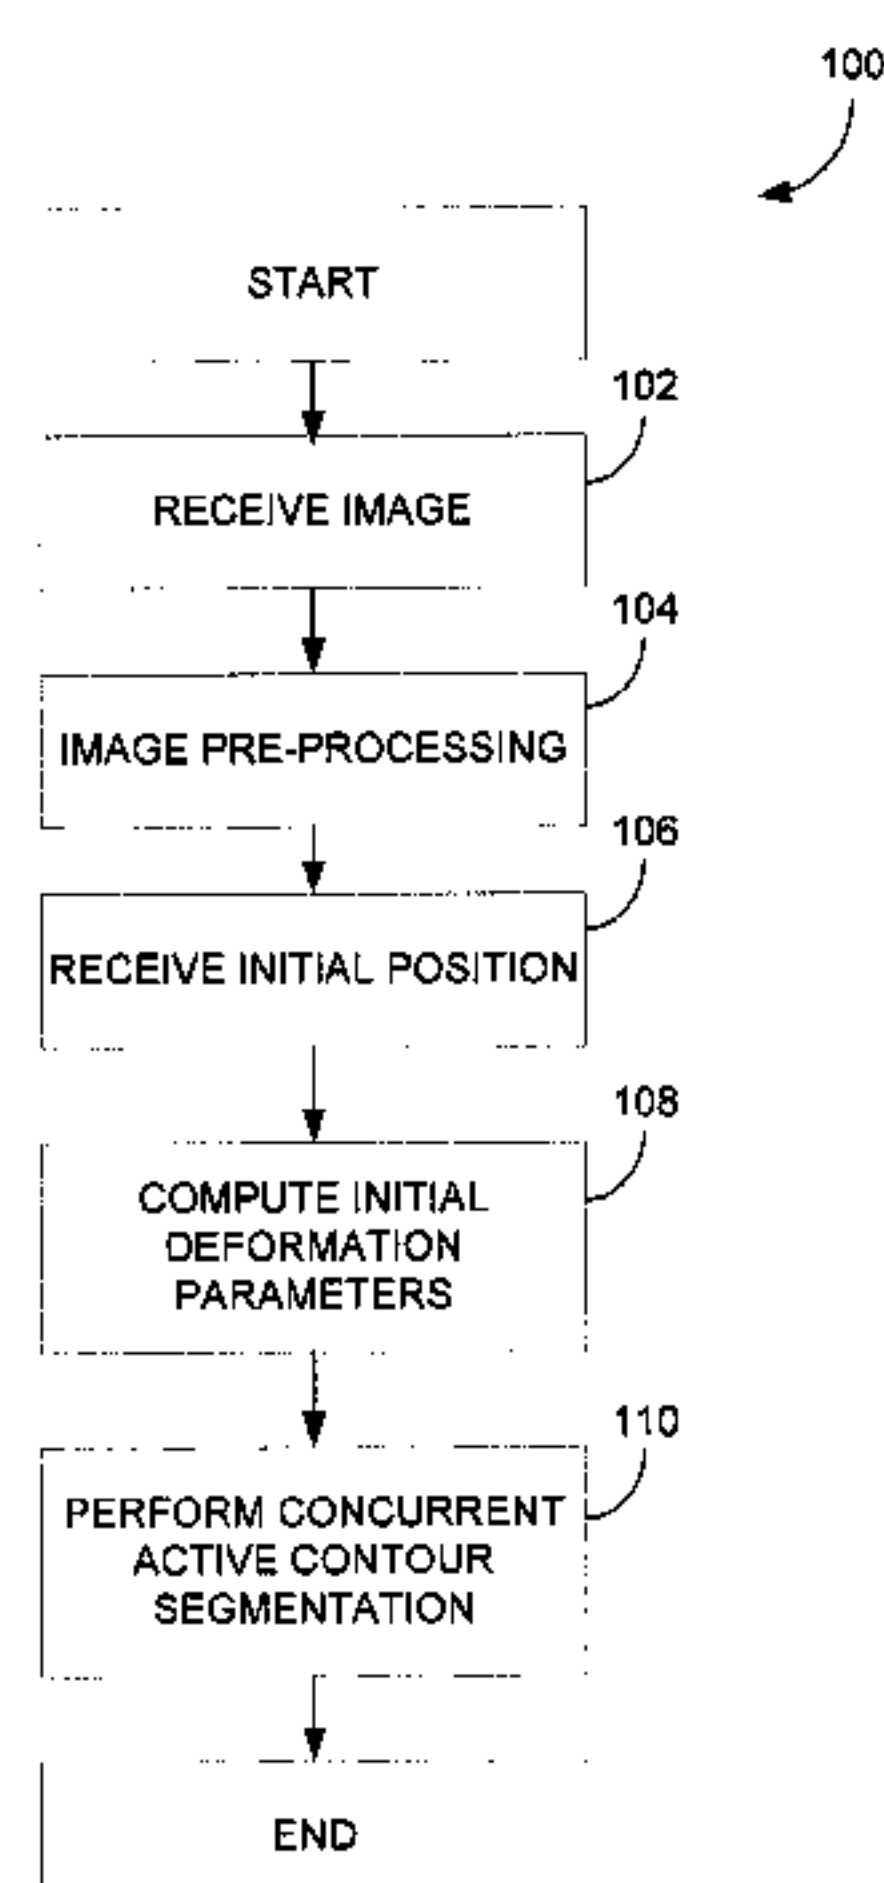 100
START
102
RECEIVE IMAGE
104
IMAGE PRE-PROCESSING
106
RECEIVE INITIAL POSITION
108
COMPUTE INITIAL
DEFORMATION
PARAMETERS
110
PERFORM CONCURRENT
ACTIVE CONTOUR
SEGMENTATION
END